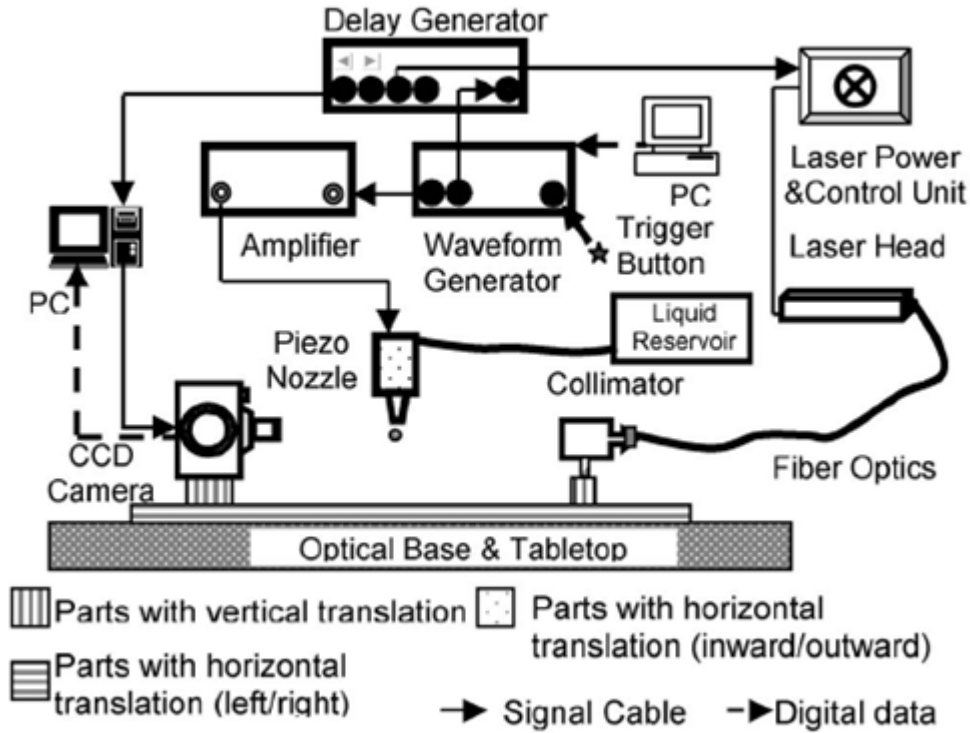 Delay Generator
Laser Power
&Control Unit
PC
Amplifier
Waveform
Generator
Trigger
Button
Laser Head
PC
Piezo
Nozzle
Liquid
Reservoir
Collimator
CCD
Camera
Fiber Optics
Optical Base & Tabletop
Parts with vertical translation
Parts with horizontal
translation (inward/outward)
Parts with horizontal
translation (left/right)
Signal Cable
Digital data